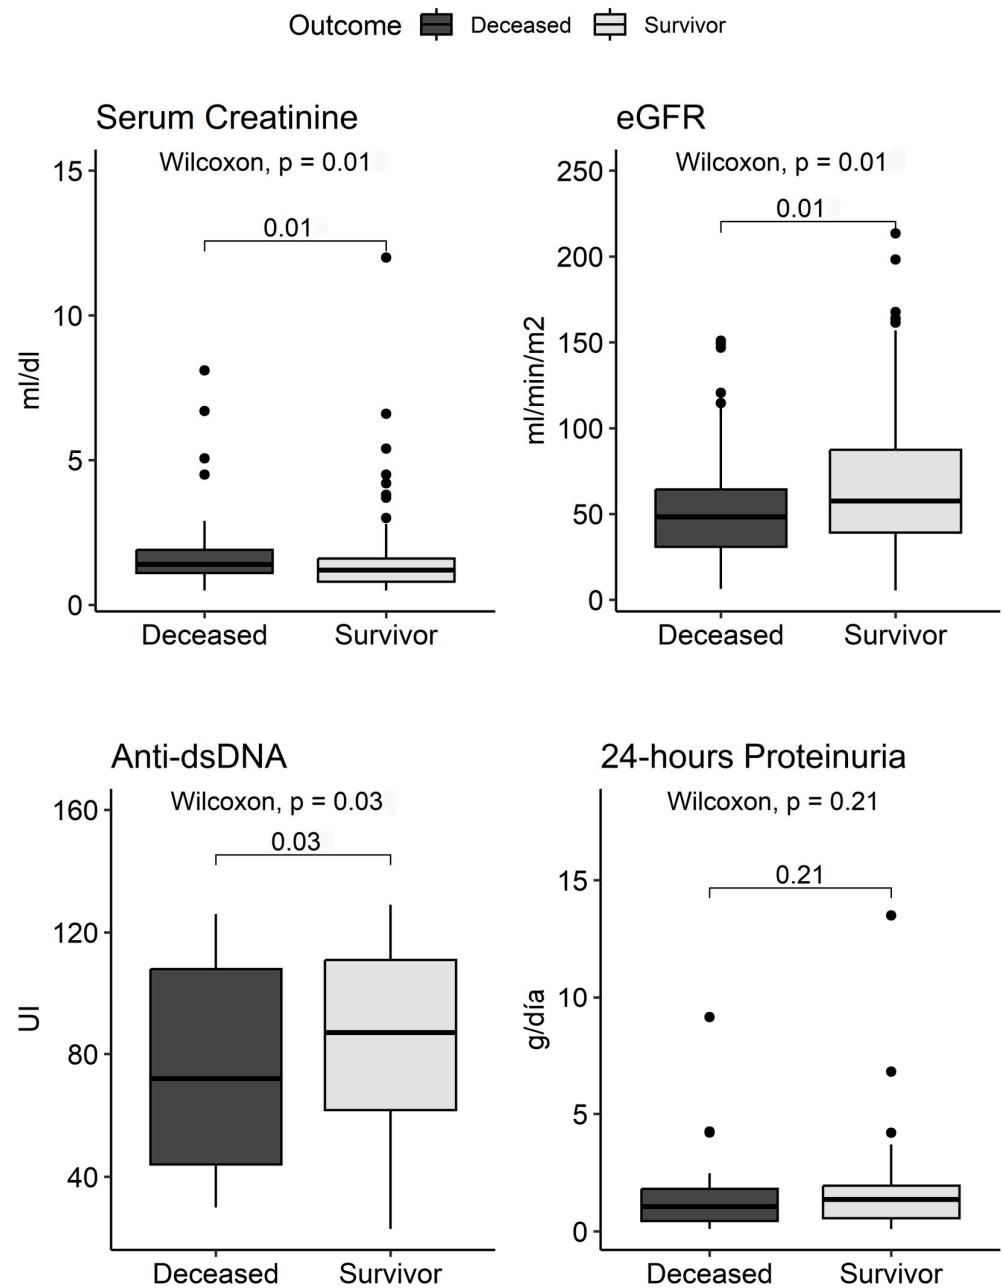 Outcome Deceased Survivor
Serum Creatinine
Wilcoxon, p = 0.01
0.01
15
10
5
0
ml/dl
Deceased Survivor
eGFR
Wilcoxon, p = 0.01
0.01
250
200
150
100
50
0
ml/min/m2
Deceased Survivor
Anti-dsDNA
Wilcoxon, p = 0.03
0.03
160
120
80
40
UI
Deceased Survivor
24-hours Proteinuria
Wilcoxon, p = 0.21
0.21
15
10
5
0
g/día
Deceased Survivor